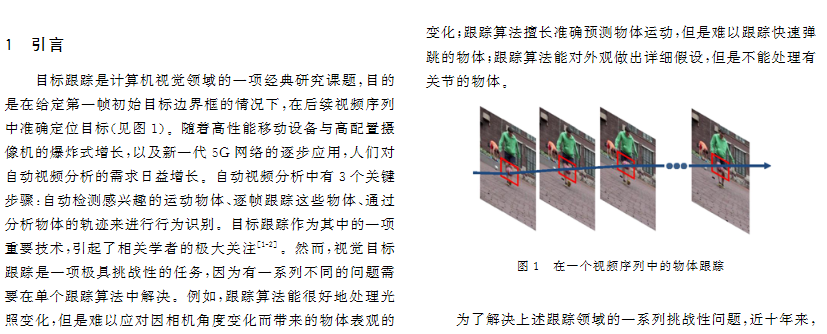 1 引言
目标跟踪是计算机视觉领域的一项经典研究课题,目的
是在给定第一帧初始目标边界框的情况下,在后续视频序列
中准确定位目标(见图1)。随着高性能移动设备与高配置摄
像机的爆炸式增长,以及新一代5G网络的逐步应用,人们对
自动视频分析的需求日益增长。自动视频分析中有3个关键
步骤:自动检测感兴趣的运动物体、逐帧跟踪这些物体、通过
分析物体的轨迹来进行行为识别。目标跟踪作为其中的一项
重要技术,引起了相关学者的极大关注[1-2]。然而,视觉目标
跟踪是一项极具挑战性的任务,因为有一系列不同的问题需
要在单个跟踪算法中解决。例如,跟踪算法能很好地处理光
照变化,但是难以应对因相机角度变化而带来的物体表观的
变化;跟踪算法擅长准确预测物体运动,但是难以跟踪快速弹
跳的物体;跟踪算法能对外观做出详细假设,但是不能处理有
关节的物体。
图1 在一个视频序列中的物体跟踪
为了解决上述跟踪领域的一系列挑战性问题,近十年来,